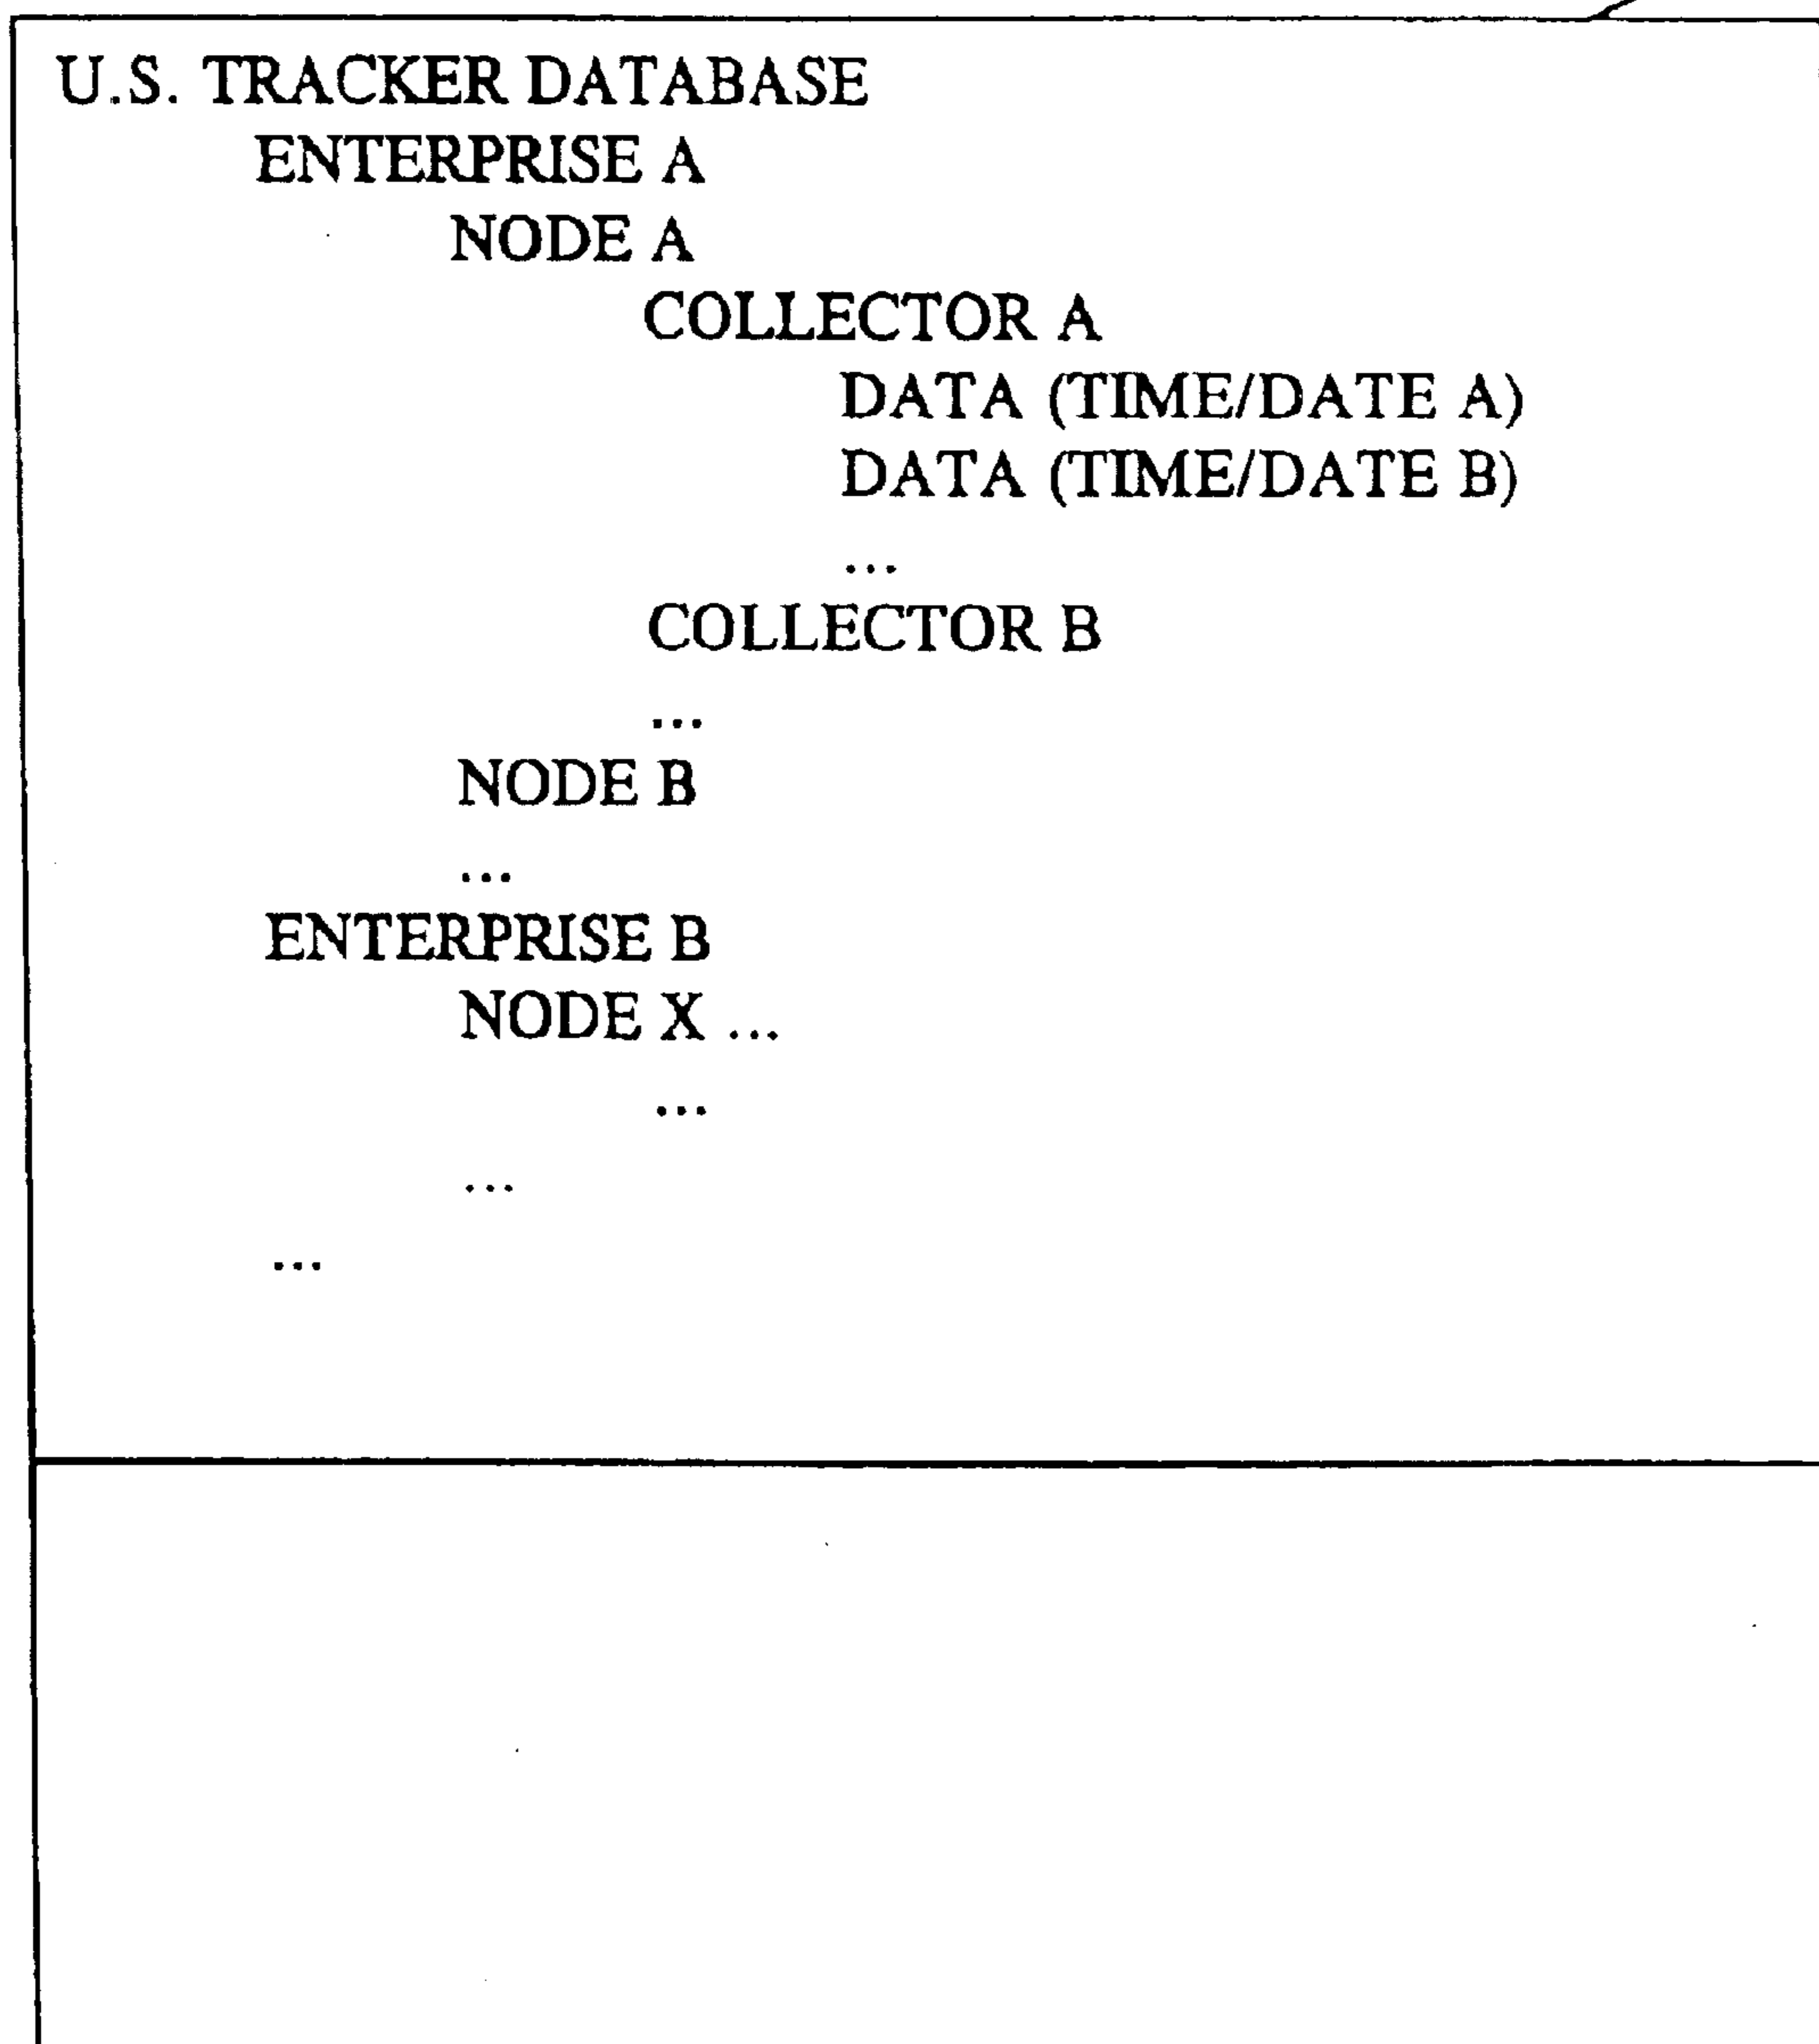 U.S. TRACKER DATABASE
ENTERPRISE A
NODE A
COLLECTOR A
DATA (TIME/DATE A)
DATA (TIME/DATE B)
...
COLLECTOR B
...
NODE B
...
ENTERPRISE B
NODE X ...
...
...
...